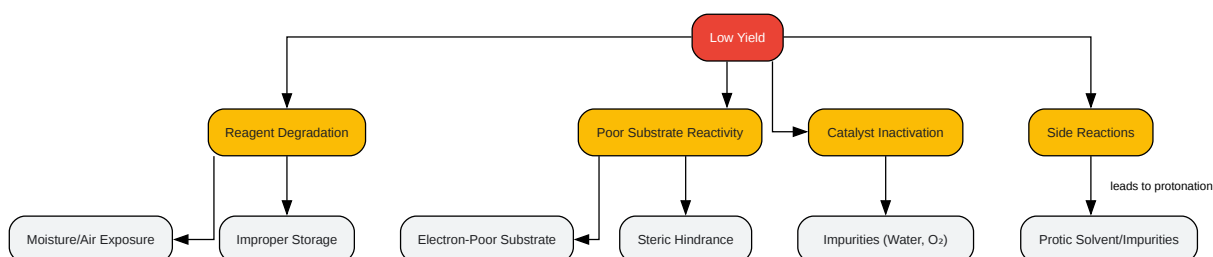 Low Yield
Reagent Degradation
Poor Substrate Reactivity
Catalyst Inactivation
Side Reactions
leads to protonation
Moisture/Air Exposure
Improper Storage
Electron-Poor Substrate
Steric Hindrance
Impurities (Water, O₂)
Protic Solvent/Impurities